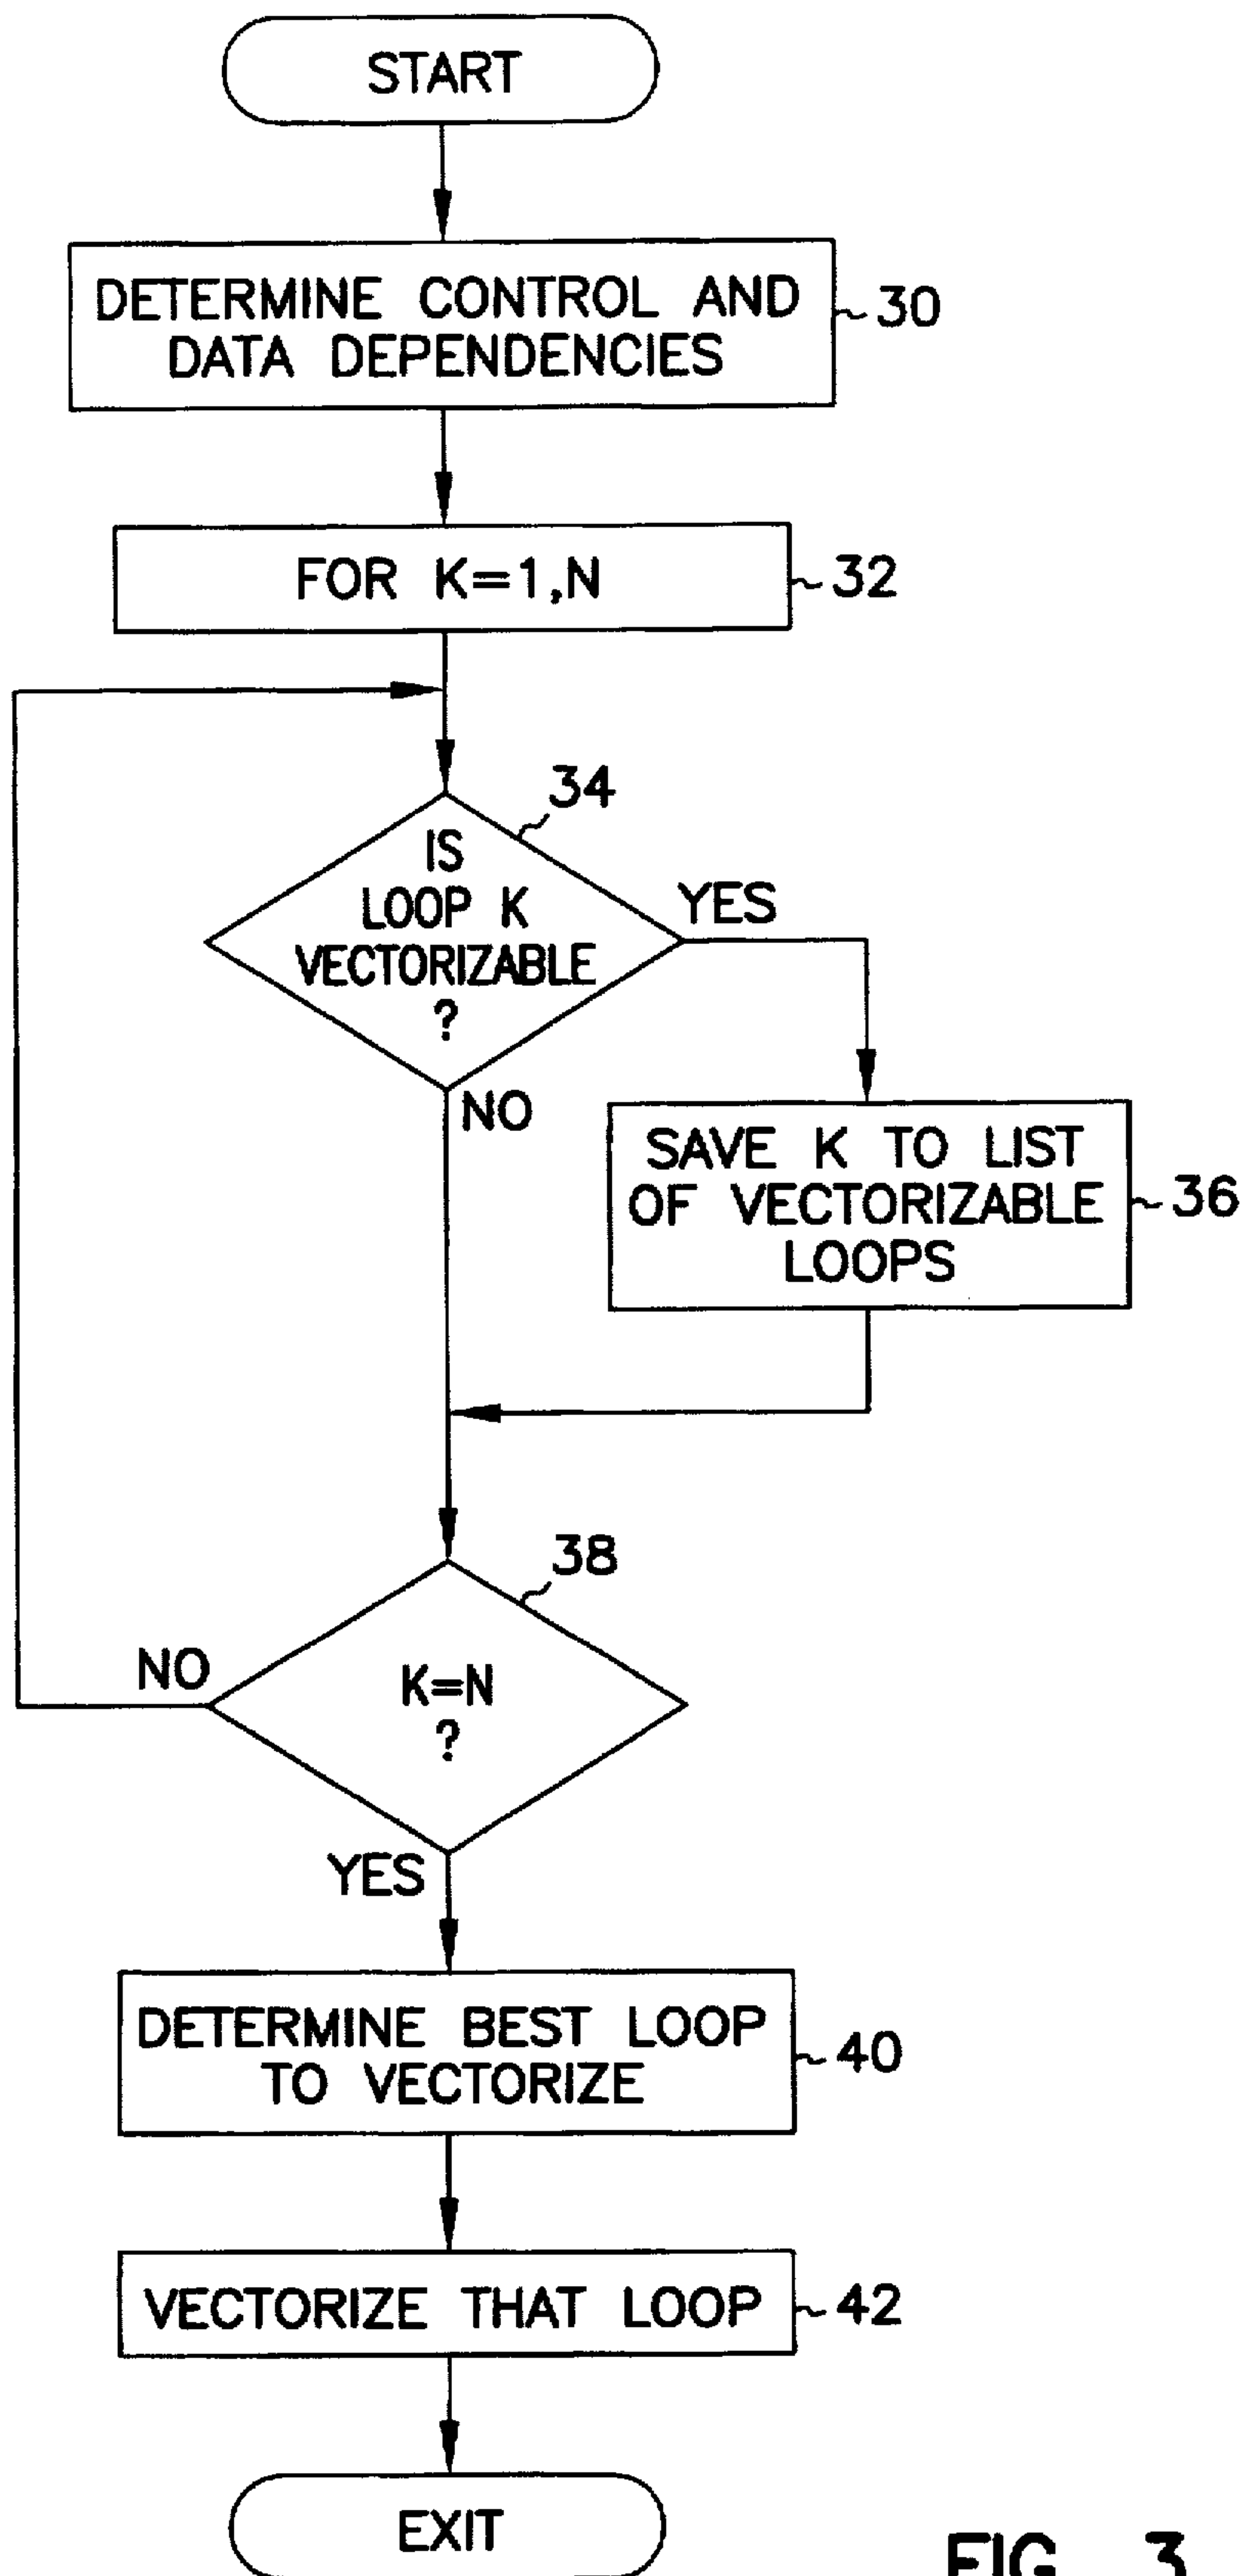 START
DETERMINE CONTROL AND
DATA DEPENDENCIES
30
FOR K=1,N
32
34
IS
LOOP K
VECTORIZABLE
?
YES
NO
SAVE K TO LIST
OF VECTORIZABLE
LOOPS
36
38
NO
K=N
?
YES
DETERMINE BEST LOOP
TO VECTORIZE
40
VECTORIZE THAT LOOP
42
EXIT
FIG. 3